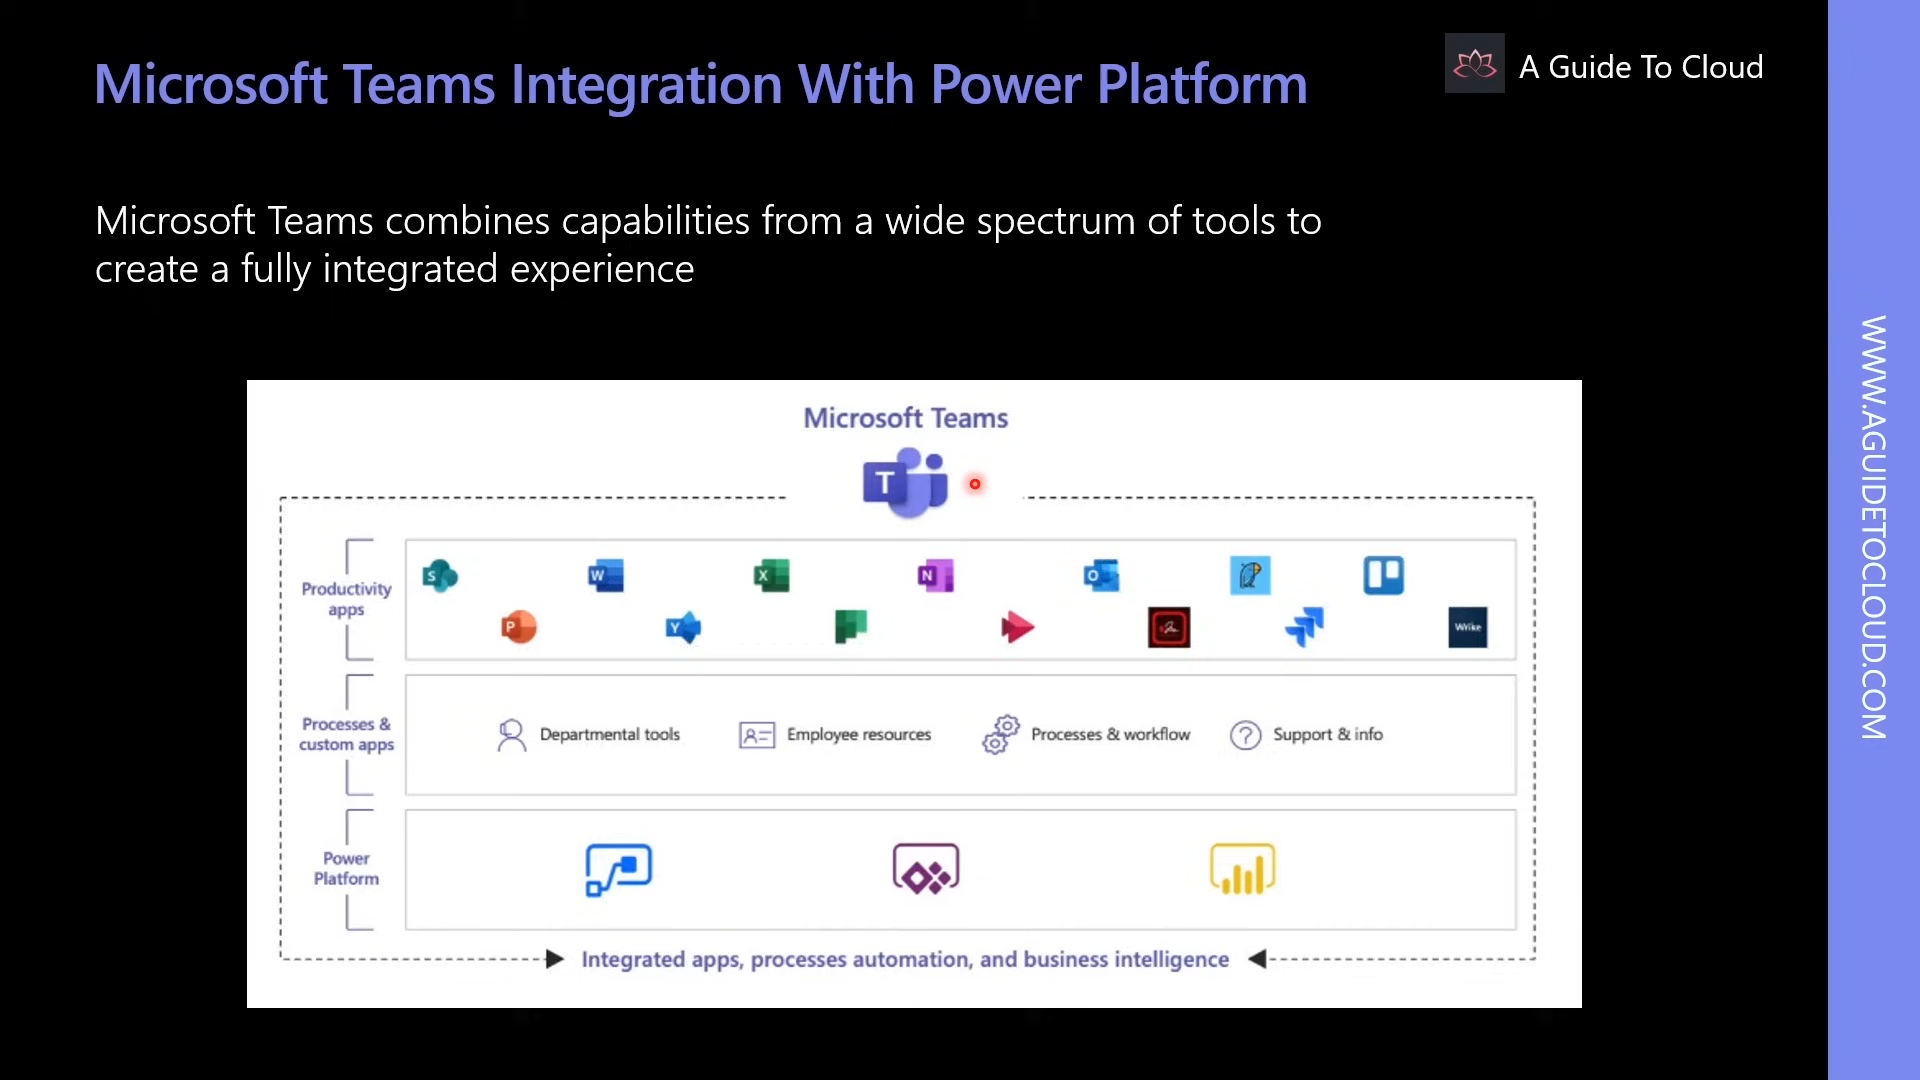 Microsoft Teams Integration With Power Platform
A Guide To Cloud
Microsoft Teams combines capabilities from a wide spectrum of tools to
create a fully integrated experience
WWW.AGUIDETOCLOUD.COM
Microsoft Teams
T
Productivity
apps
S
W
X
N
O
P
Y
Wrike
Processes &
custom apps
Departmental tools
Employee resources
Processes & workflow
Support & info
?
Power
Platform
Integrated apps, processes automation, and business intelligence